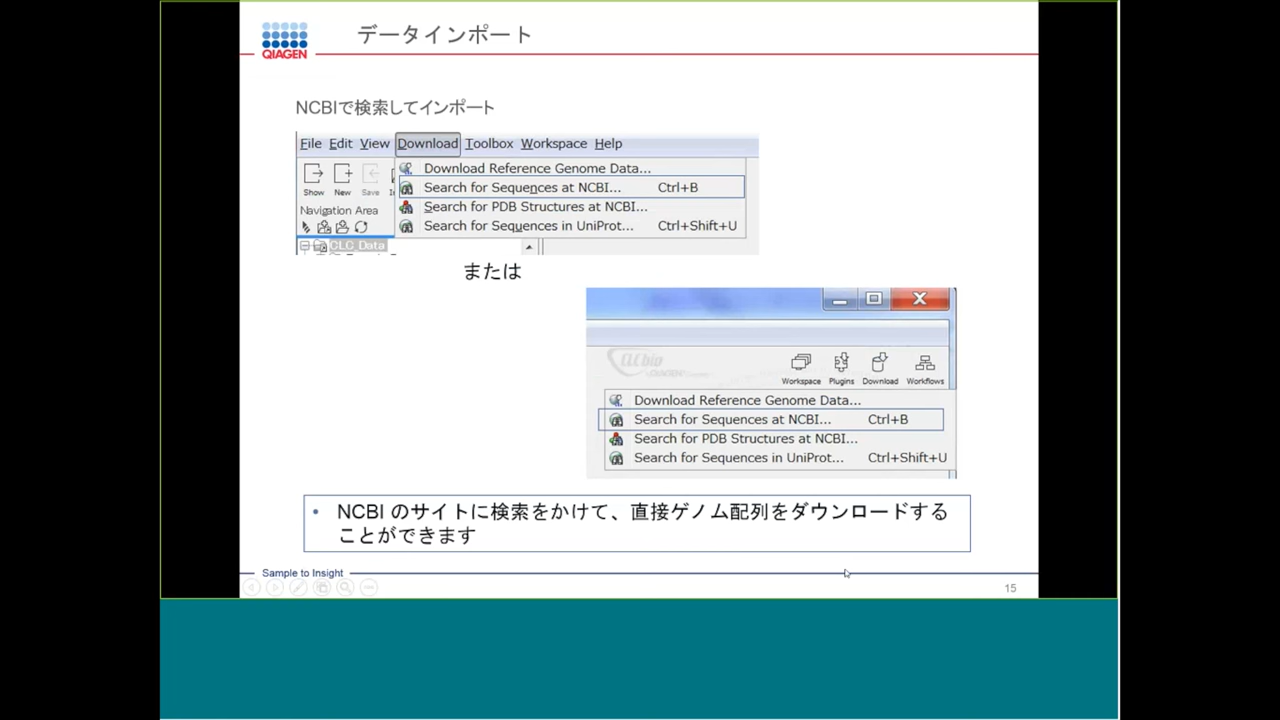 QIAGEN
データインポート
NCBIで検索してインポート
File Edit View Download Toolbox Workspace Help
Download Reference Genome Data...
Show New Save
Search for Sequences at NCBI... Ctrl+B
Navigation Area
Search for PDB Structures at NCBI...
Search for Sequences in UniProt... Ctrl+Shift+U
CLC_Data
または
CLCbio
Workspace Plugins Download Workflows
Download Reference Genome Data...
Search for Sequences at NCBI... Ctrl+B
Search for PDB Structures at NCBI...
Search for Sequences in UniProt... Ctrl+Shift+U
• NCBI のサイトに検索をかけて、直接ゲノム配列をダウンロードする
ことができます
Sample to Insight
15